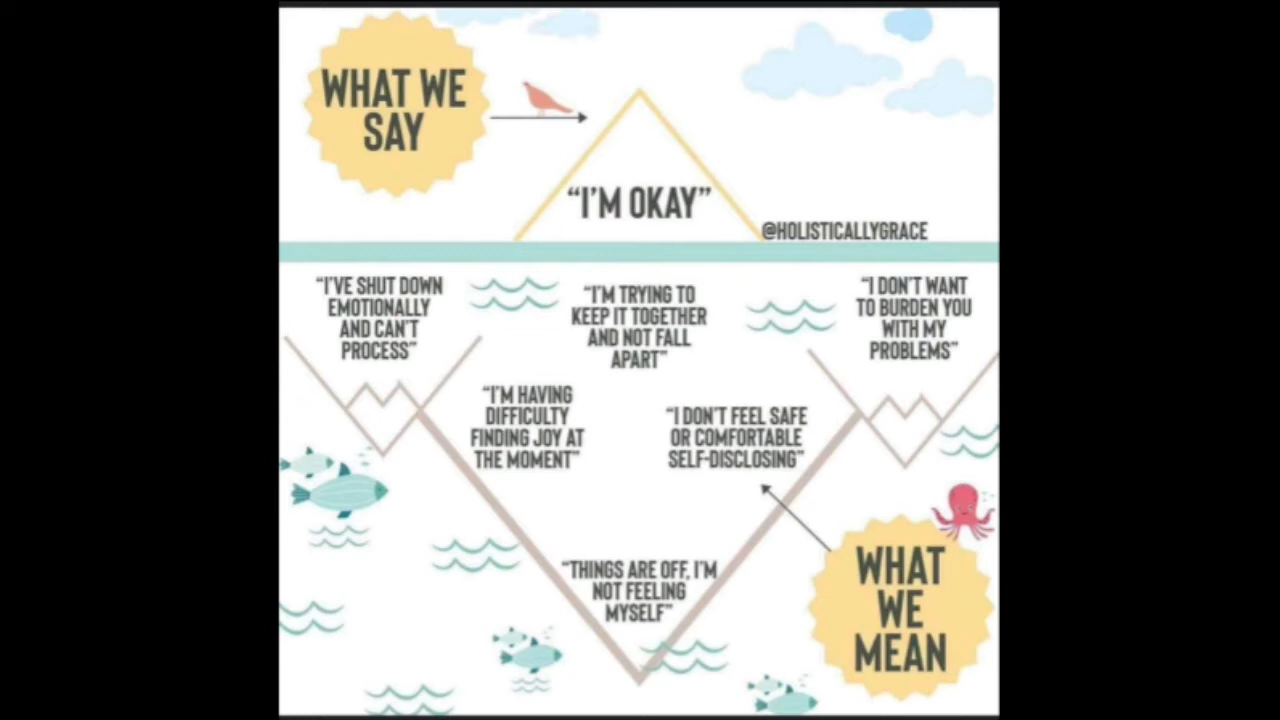 WHAT WE
SAY
“I’M OKAY”
@HOLISTICALLYGRACE
“I’VE SHUT DOWN
EMOTIONALLY
AND CAN’T
PROCESS”
“I’M TRYING TO
KEEP IT TOGETHER
AND NOT FALL
APART”
“I DON’T WANT
TO BURDEN YOU
WITH MY
PROBLEMS”
“I’M HAVING
DIFFICULTY
FINDING JOY AT
THE MOMENT”
“I DON’T FEEL SAFE
OR COMFORTABLE
SELF-DISCLOSING”
“THINGS ARE OFF, I’M
NOT FEELING
MYSELF”
WHAT
WE
MEAN